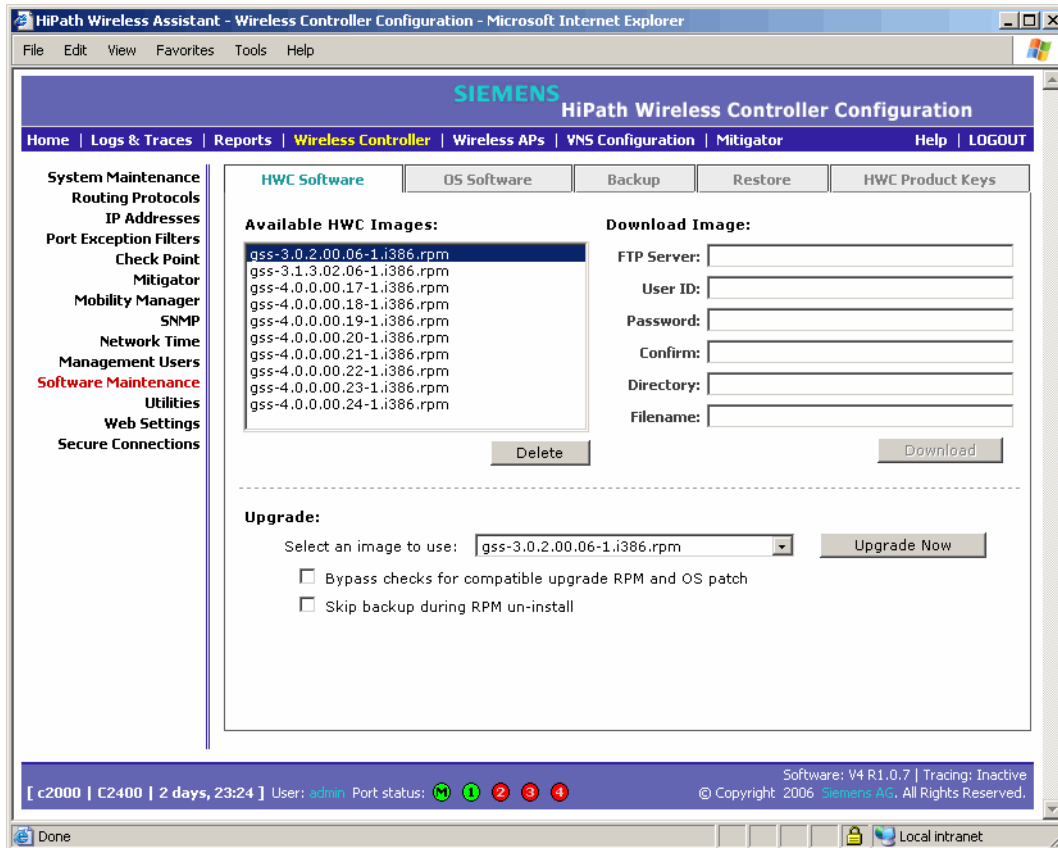 HiPath Wireless Assistant - Wireless Controller Configuration - Microsoft Internet Explorer
File Edit View Favorites Tools Help
SIEMENS
HiPath Wireless Controller Configuration
Home | Logs & Traces | Reports | Wireless Controller | Wireless APs | VNS Configuration | Mitigator Help | LOGOUT
System Maintenance
Routing Protocols
IP Addresses
Port Exception Filters
Check Point
Mitigator
Mobility Manager
SNMP
Network Time
Management Users
Software Maintenance
Utilities
Web Settings
Secure Connections
HWC Software OS Software Backup Restore HWC Product Keys
Available HWC Images:
gss-3.0.2.00.06-1.i386.rpm
gss-3.1.3.02.06-1.i386.rpm
gss-4.0.0.00.17-1.i386.rpm
gss-4.0.0.00.18-1.i386.rpm
gss-4.0.0.00.19-1.i386.rpm
gss-4.0.0.00.20-1.i386.rpm
gss-4.0.0.00.21-1.i386.rpm
gss-4.0.0.00.22-1.i386.rpm
gss-4.0.0.00.23-1.i386.rpm
gss-4.0.0.00.24-1.i386.rpm
Delete
Download Image:
FTP Server:
User ID:
Password:
Confirm:
Directory:
Filename:
Download
Upgrade:
Select an image to use: gss-3.0.2.00.06-1.i386.rpm Upgrade Now
Bypass checks for compatible upgrade RPM and OS patch
Skip backup during RPM un-install
Software: V4 R1.0.7 | Tracing: Inactive
[ c2000 | C2400 | 2 days, 23:24 ] User: admin Port status: M 1 2 3 4 © Copyright 2006 Siemens AG. All Rights Reserved.
Done Local intranet